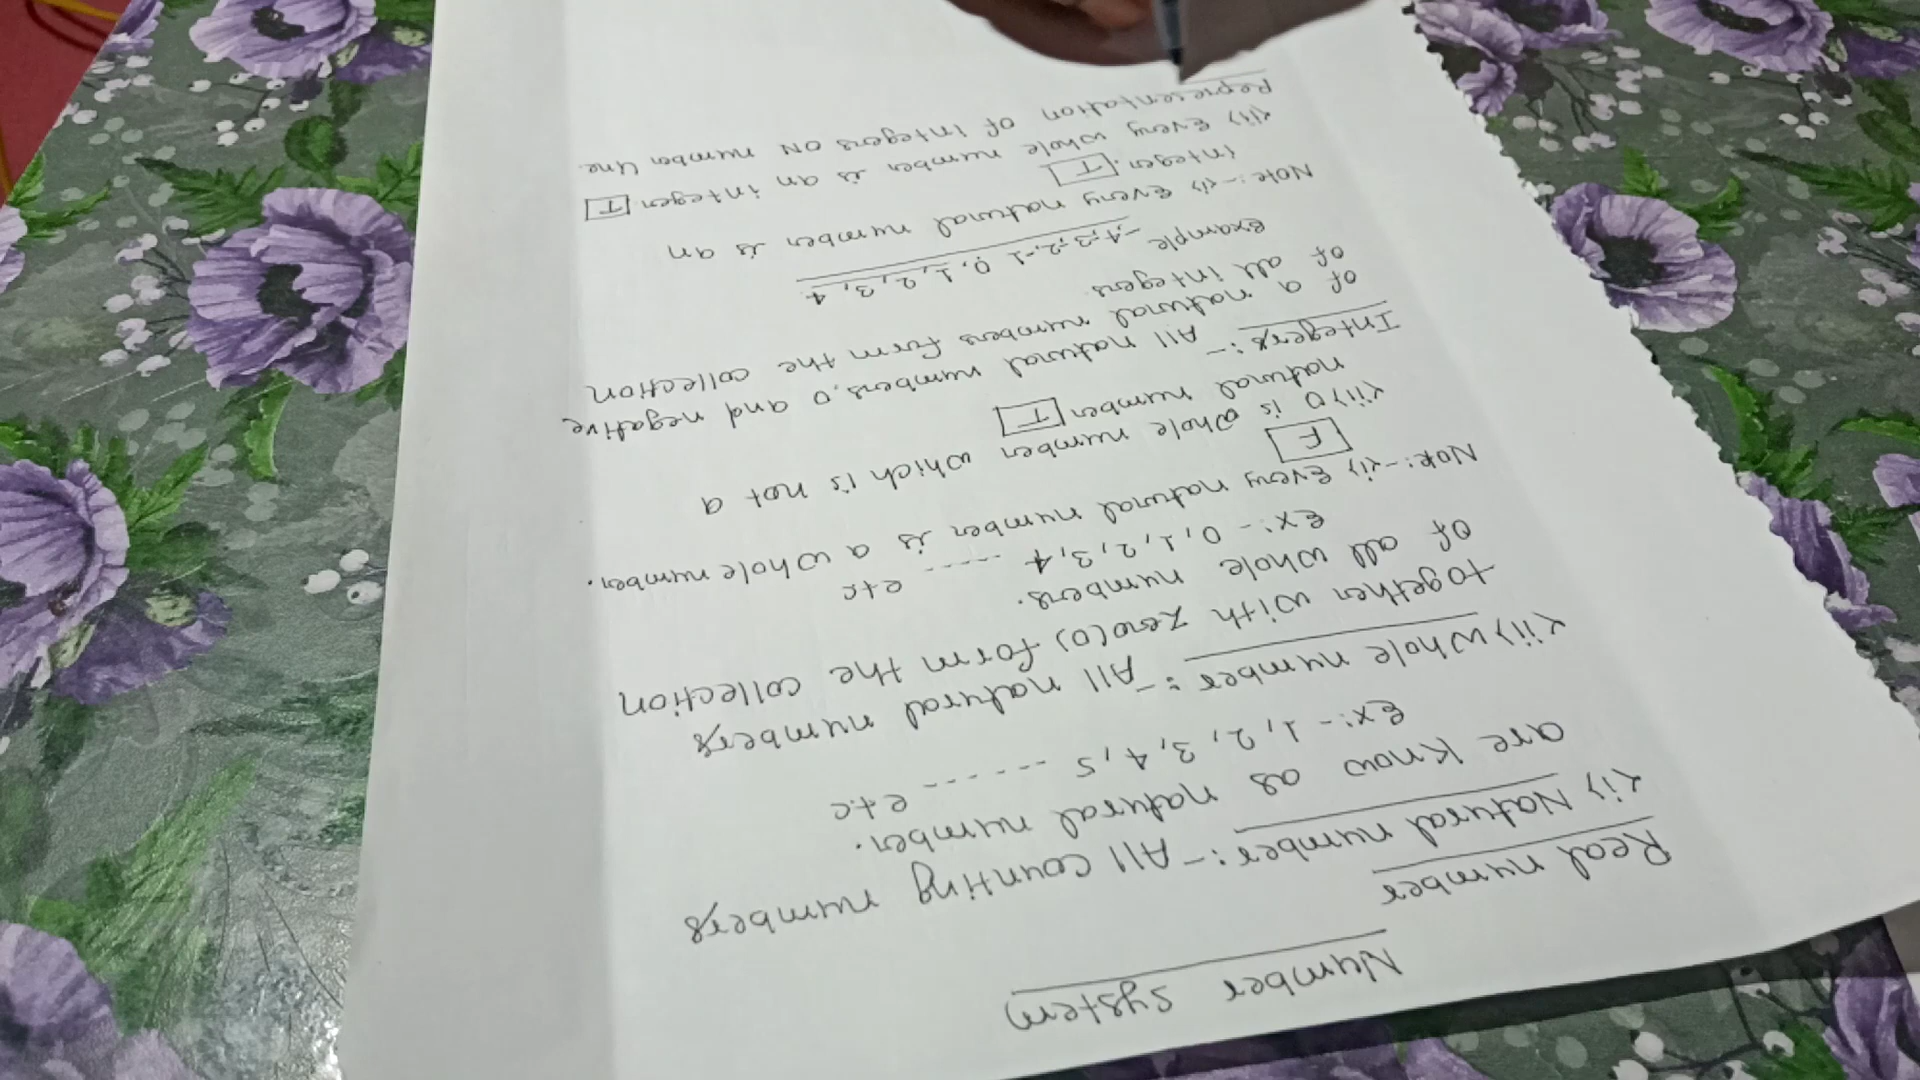 Number System
Real number
(i) Natural number:- All counting numbers
are know as natural number.
Ex:- 1, 2, 3, 4, 5 ------ etc
(ii) Whole number:- All natural numbers
together with zero(0) form the collection
of all whole numbers.
Ex:- 0, 1, 2, 3, 4 ----- etc
Note:- (i) Every natural number is a whole number.
F
(ii) 0 is whole number which is not a
natural number T
Integers:- All natural numbers, 0 and negative
of a natural numbers form the collection
of all integers
Example -4,-3,-2,-1 0, 1, 2, 3, 4
Note:- (i) Every natural number is an
integer. T
(ii) Every whole number is an integer T
Representation of integers ON number line.